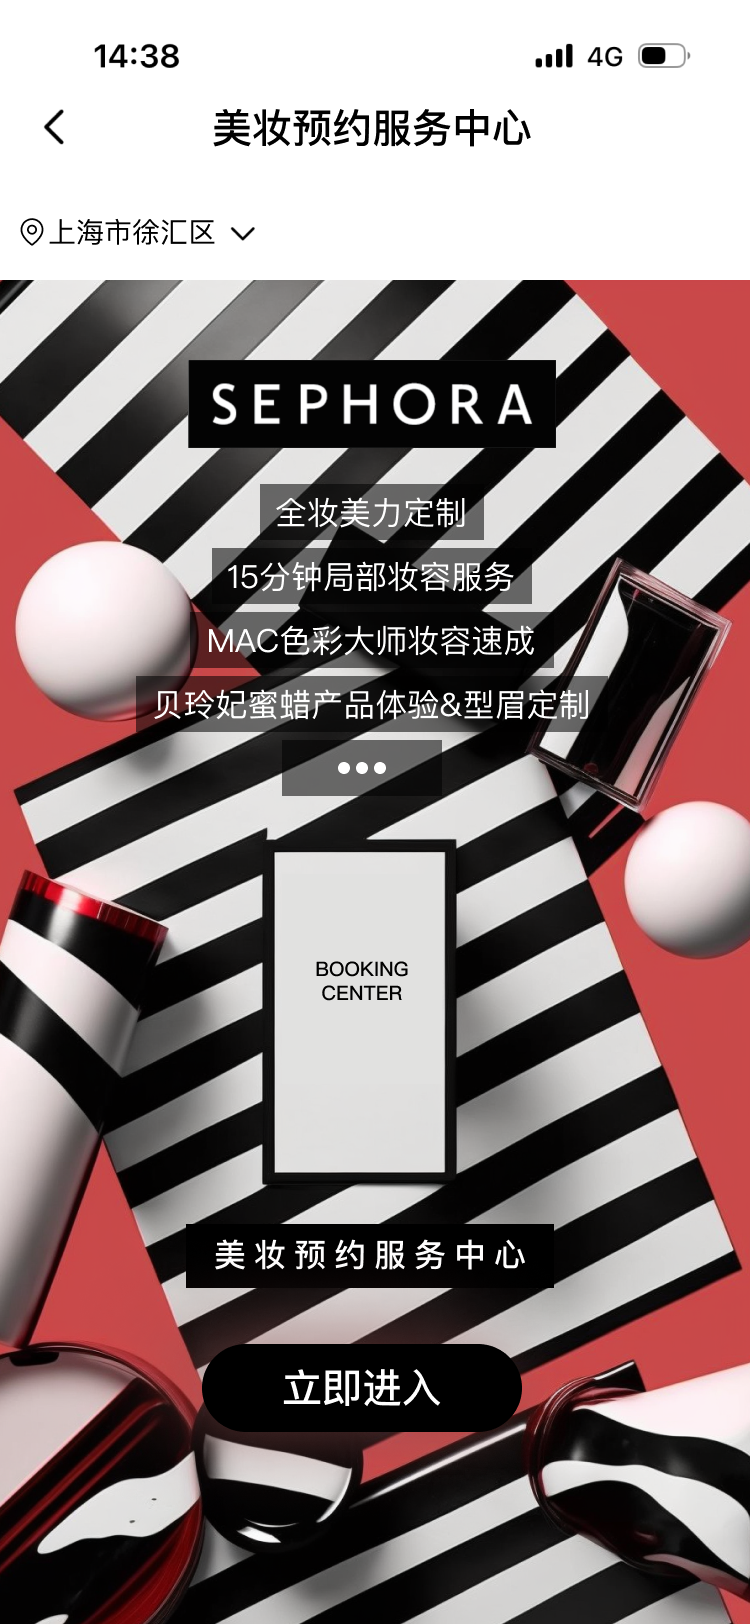 14:38
4G
美妆预约服务中心
上海市徐汇区
SEPHORA
全妆美力定制
15分钟局部妆容服务
MAC色彩大师妆容速成
贝玲妃蜜蜡产品体验&型眉定制
•••
BOOKING
CENTER
美妆预约服务中心
立即进入